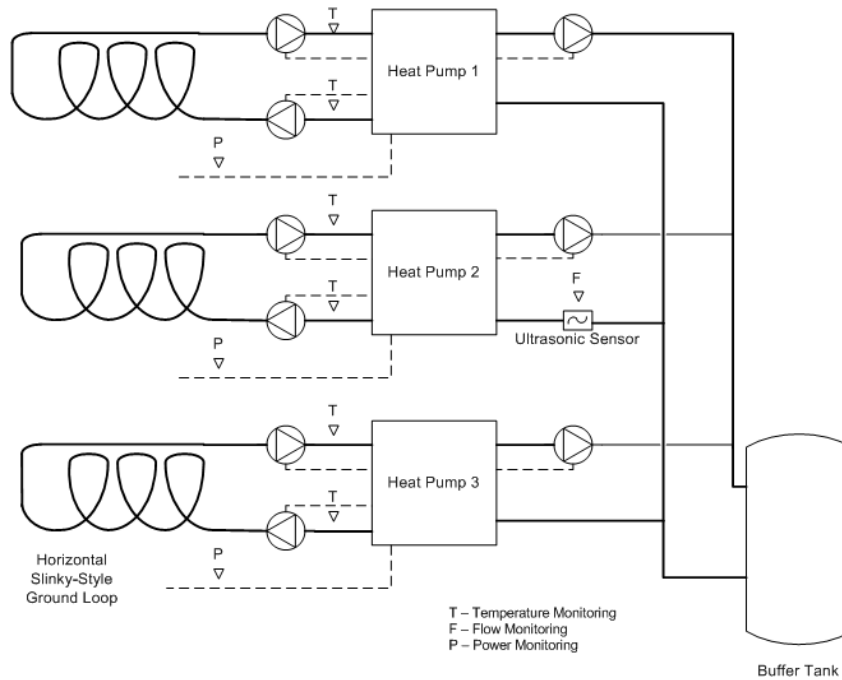 T
Heat Pump 1
T
P
T
Heat Pump 2
T
F
Ultrasonic Sensor
P
T
Heat Pump 3
T
P
Horizontal
Slinky-Style
Ground Loop
T – Temperature Monitoring
F – Flow Monitoring
P – Power Monitoring
Buffer Tank